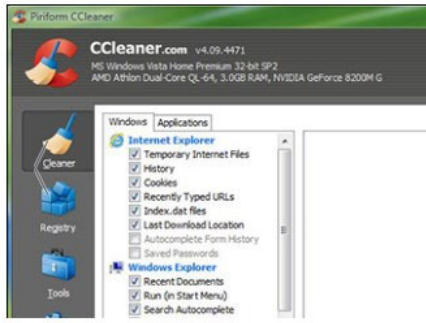 Piriform CCleaner
CCleaner.com v4.09.4471
MS Windows Vista Home Premium 32-bit SP2
AMD Athlon Dual-Core QL-64, 3.0GB RAM, NVIDIA GeForce 8200M G
Cleaner
Registry
Tools
Windows Applications
Internet Explorer
Temporary Internet Files
History
Cookies
Recently Typed URLs
Index.dat files
Last Download Location
Autocomplete Form History
Saved Passwords
Windows Explorer
Recent Documents
Run (in Start Menu)
Search Autocomplete